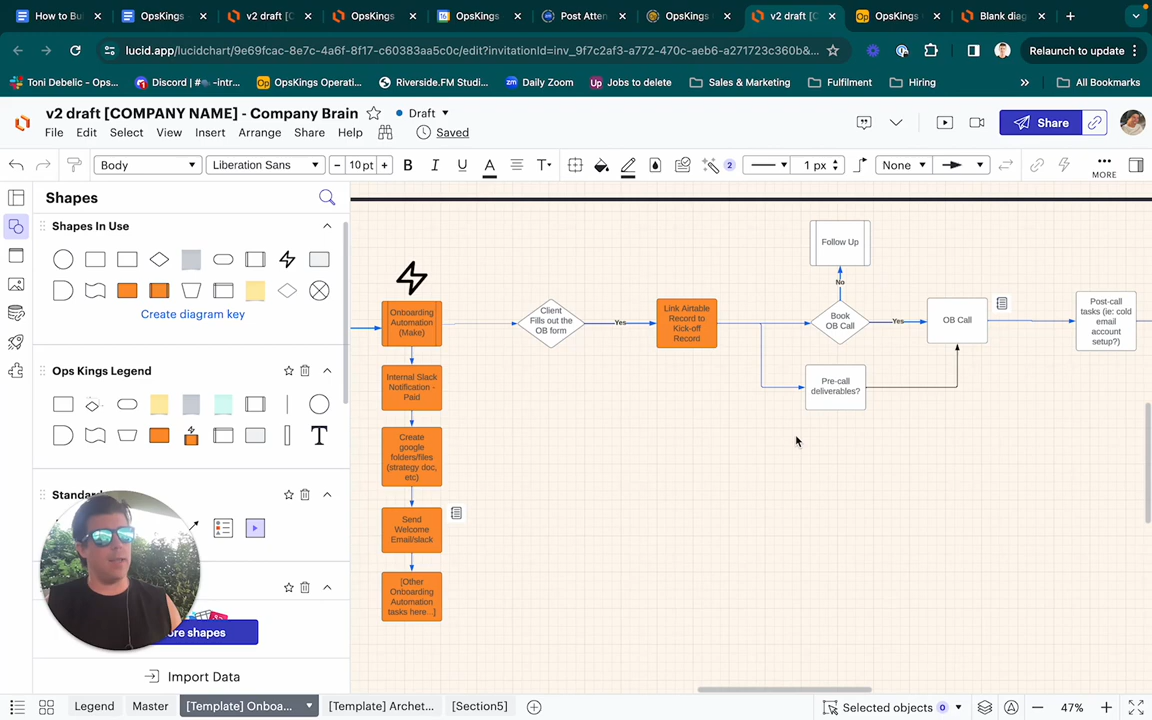 How to Bui
OpsKings
v2 draft [C
OpsKings
OpsKings
Post Atten
OpsKings
v2 draft [C
OpsKings
Blank diag
lucid.app/lucidchart/9e69fcac-8e7c-4a6f-8f17-c60383aa5c0c/edit?invitationId=inv_9f7c2af3-a772-470c-aeb6-a271723c360b&...
Relaunch to update
Toni Debelic - Ops...
Discord | #
-intr...
OpsKings Operati...
Riverside.FM Studi...
Daily Zoom
Jobs to delete
Sales & Marketing
Fulfilment
Hiring
All Bookmarks
v2 draft [COMPANY NAME] - Company Brain
Draft
File Edit Select View Insert Arrange Share Help
Saved
Share
Body
Liberation Sans
10 pt
B I U A T
2
1 px
None
MORE
Shapes
Shapes In Use
Create diagram key
Ops Kings Legend
T
Standar
ore shapes
Import Data
Onboarding
Automation
(Make)
Internal Slack
Notification -
Paid
Create
google
folders/files
(strategy doc,
etc)
Send
Welcome
Email/slack
[Other
Onboarding
Automation
tasks here...]
Client
Fills out the
OB form
Yes
Link Airtable
Record to
Kick-off
Record
Follow Up
No
Book
OB Call
Yes
OB Call
Pre-call
deliverables?
Post-call
tasks (ie: cold
email
account
setup?)
Legend
Master
[Template] Onboa...
[Template] Archet...
[Section5]
Selected objects 0
47%